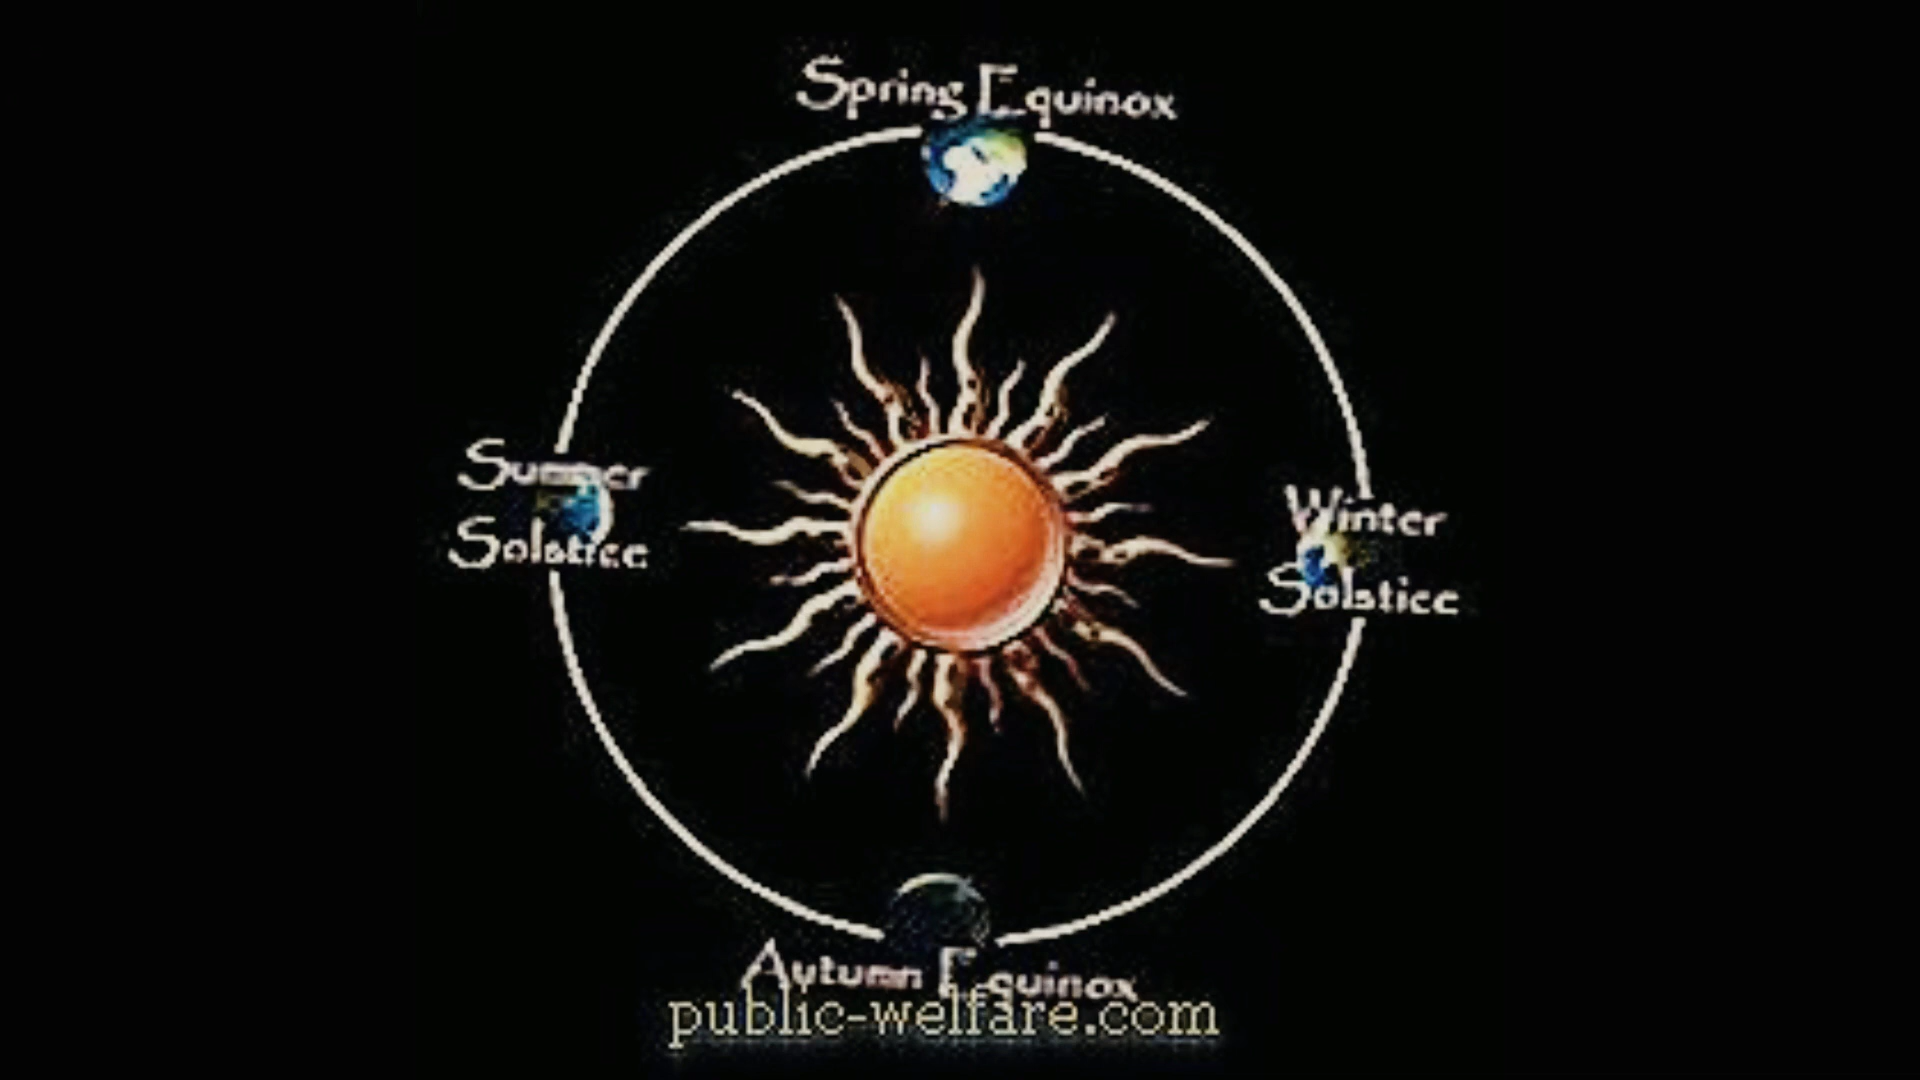 Spring Equinox
Summer
Solstice
Winter
Solstice
Autumn Equinox
public-welfare.com